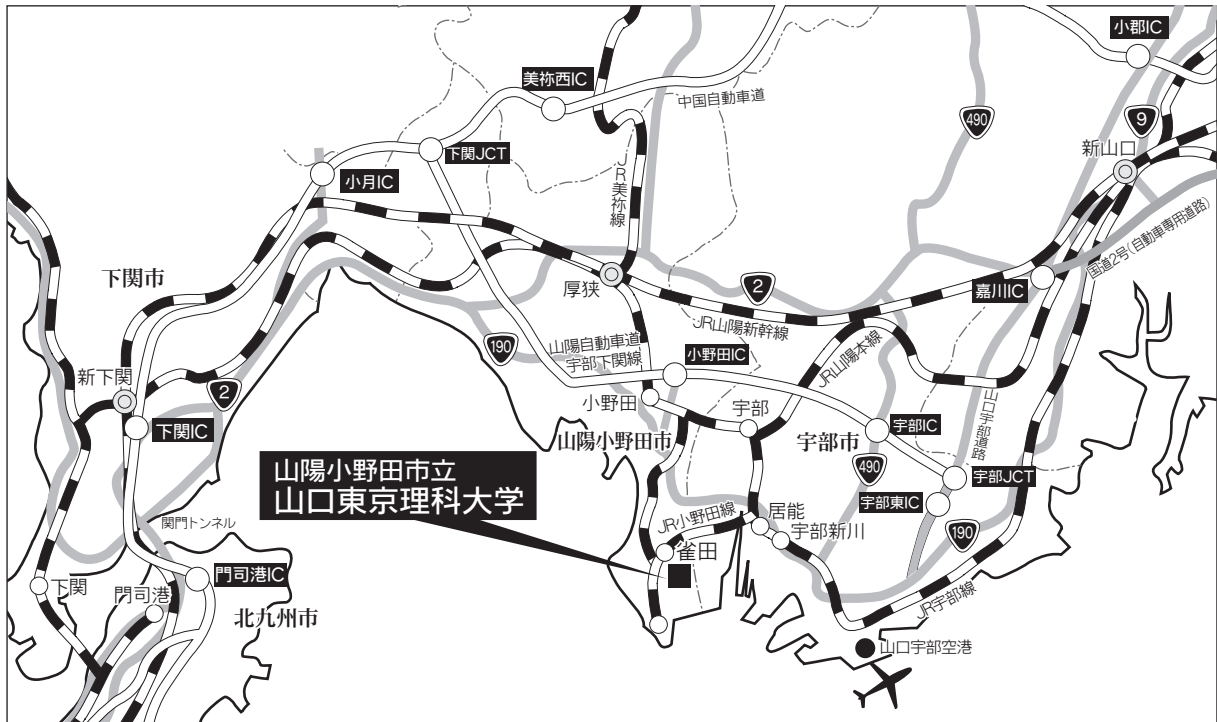 小郡IC
美祢西IC
中国自動車道
490
9
新山口
下関JCT
小月IC
JR美祢線
国道2号(自動車専用道路)
下関市
厚狭
2
嘉川IC
JR山陽新幹線
190
山陽自動車道
宇部下関線
小野田IC
JR山陽本線
新下関
2
小野田
宇部
山口宇部道路
下関IC
山陽小野田市
宇部市
宇部IC
山陽小野田市立
山口東京理科大学
490
宇部JCT
宇部東IC
関門トンネル
JR小野田線
居能
宇部新川
190
雀田
下関
門司港
門司港IC
北九州市
JR宇部線
山口宇部空港